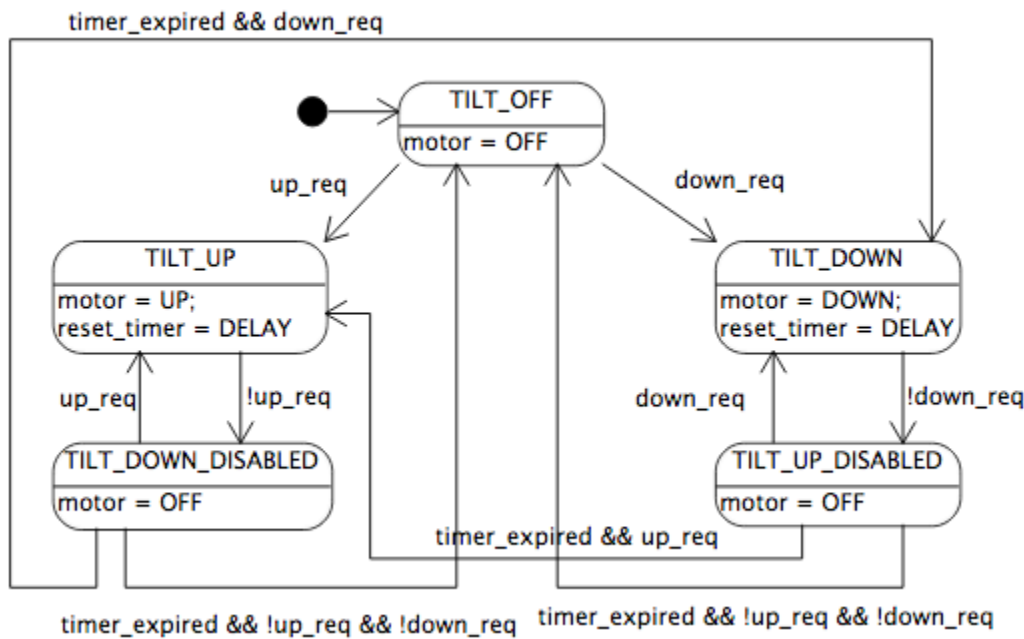 timer_expired && down_req
TILT_OFF
motor = OFF
up_req
down_req
TILT_UP
motor = UP;
reset_timer = DELAY
TILT_DOWN
motor = DOWN;
reset_timer = DELAY
up_req
!up_req
down_req
!down_req
TILT_DOWN_DISABLED
motor = OFF
TILT_UP_DISABLED
motor = OFF
timer_expired && up_req
timer_expired && !up_req && !down_req
timer_expired && !up_req && !down_req